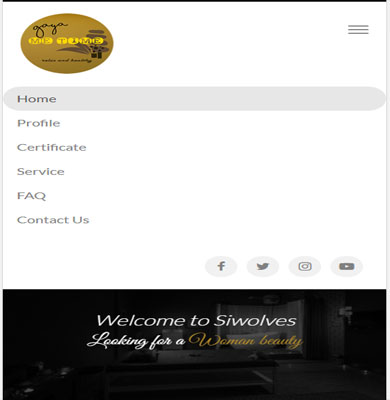 gaya
ME TIME
relax and healthy
Home
Profile
Certificate
Service
FAQ
Contact Us
Welcome to Siwolves
Looking for a Woman beauty